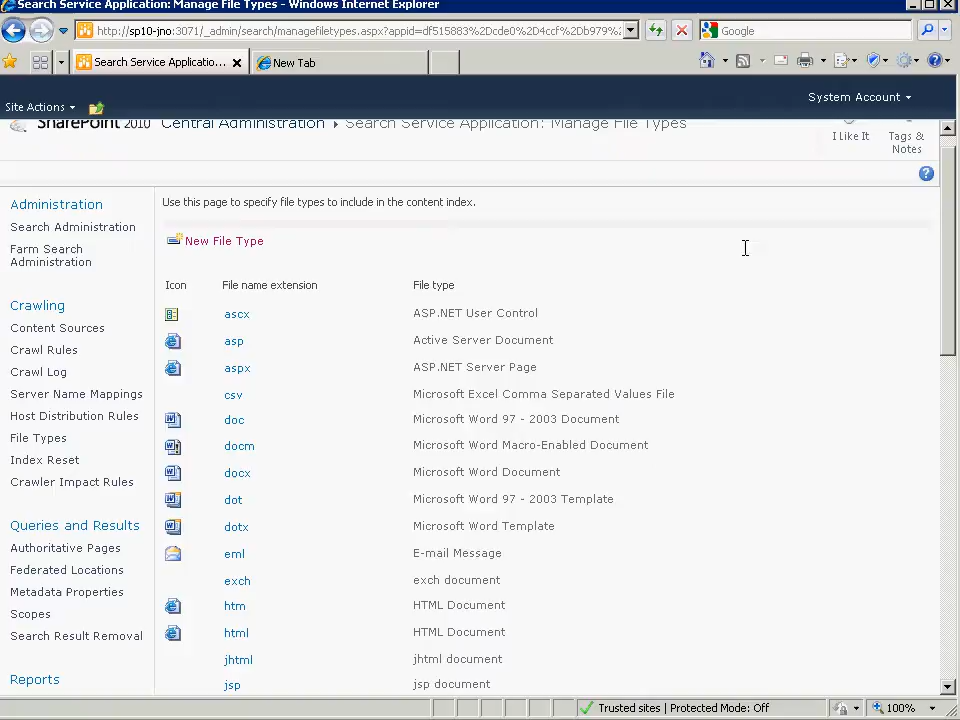 Search Service Application: Manage File Types - Windows Internet Explorer
http://sp10-jno:3071/_admin/search/managefiletypes.aspx?appid=df515883%2Dcde0%2D4ccf%2Db979%
Google
Search Service Applicatio...
New Tab
Site Actions
System Account
SharePoint 2010 Central Administration ▸ Search Service Application: Manage File Types
I Like It
Tags &
Notes
Administration
Search Administration
Farm Search
Administration
Crawling
Content Sources
Crawl Rules
Crawl Log
Server Name Mappings
Host Distribution Rules
File Types
Index Reset
Crawler Impact Rules
Queries and Results
Authoritative Pages
Federated Locations
Metadata Properties
Scopes
Search Result Removal
Reports
Use this page to specify file types to include in the content index.
New File Type
Icon File name extension File type
ascx ASP.NET User Control
asp Active Server Document
aspx ASP.NET Server Page
csv Microsoft Excel Comma Separated Values File
doc Microsoft Word 97 - 2003 Document
docm Microsoft Word Macro-Enabled Document
docx Microsoft Word Document
dot Microsoft Word 97 - 2003 Template
dotx Microsoft Word Template
eml E-mail Message
exch exch document
htm HTML Document
html HTML Document
jhtml jhtml document
jsp jsp document
Trusted sites | Protected Mode: Off
100%